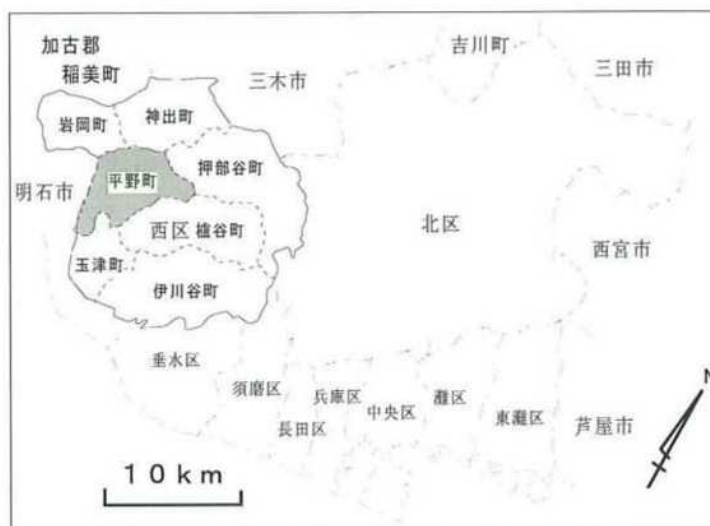 加古郡
稲美町
吉川町
三木市
三田市
岩岡町
神出町
押部谷町
平野町
明石市
西区 櫨谷町
北区
西宮市
玉津町
伊川谷町
垂水区
須磨区
兵庫区
灘区
中央区
東灘区
長田区
芦屋市
N
10km